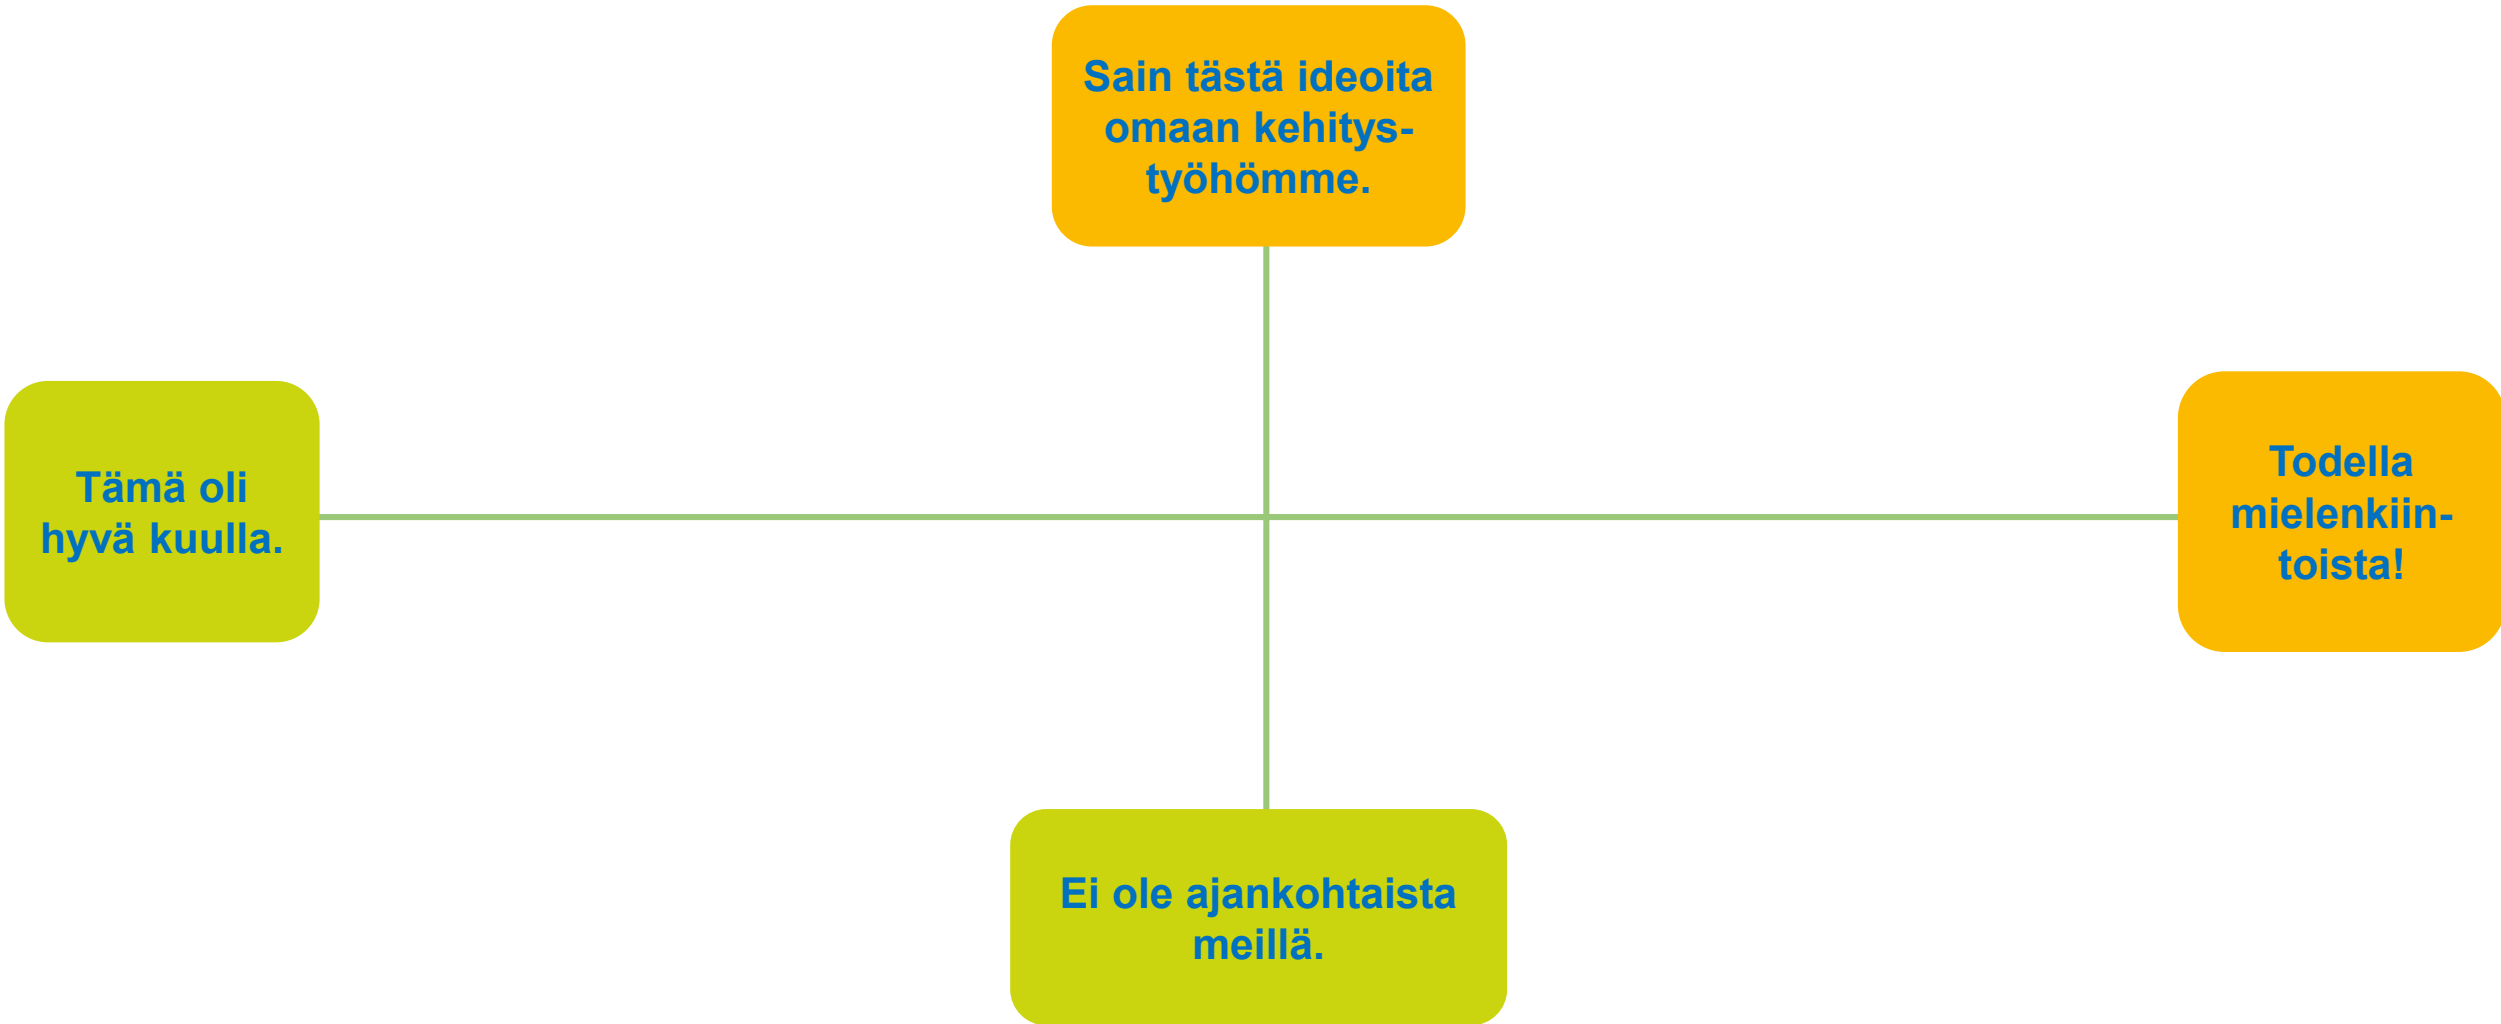 Sain tästä ideoita
omaan kehitys-
työhömme.
Tämä oli
hyvä kuulla.
Todella
mielenkiin-
toista!
Ei ole ajankohtaista
meillä.